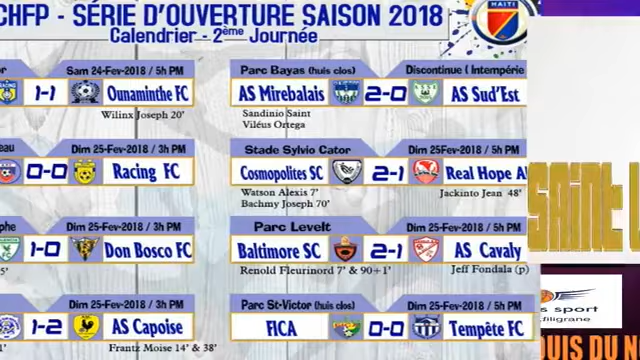 CHFP - SÉRIE D'OUVERTURE SAISON 2018
Calendrier - 2ème Journée
HAITI
Sam 24-Fev-2018 / 5h PM
1-1 Ounaminthe FC
Wilinx Joseph 20'
Parc Bayas (huis clos) Discontinue ( Intempérie
AS Mirebalais 2-0 AS Sud'Est
Sandinio Saint
Viléus Ortega
Dim 25-Fev-2018 / 3h PM
0-0 Racing FC
Stade Sylvio Cator Dim 25Fev-2018 / 5h PM
Cosmopolites SC 2-1 Real Hope A
Watson Alexis 7' Jackinto Jean 48'
Bachmy Joseph 70'
Dim 25-Fev-2018 / 3h PM
1-0 Don Bosco FC
Parc Levelt Dim 25-Fev-2018 / 5h PM
Baltimore SC 2-1 AS Cavaly
Renold Fleurinord 7' & 90+1' Jeff Fondala (p)
Dim 25-Fev-2018 / 3h PM
1-2 AS Capoise
Frantz Moise 14' & 38'
Parc St-Victor (huis clos) Dim 25-Fev-2018 / 5h PM
FICA 0-0 Tempête FC
SAINT L
s sport
filigrane
OUIS DU N